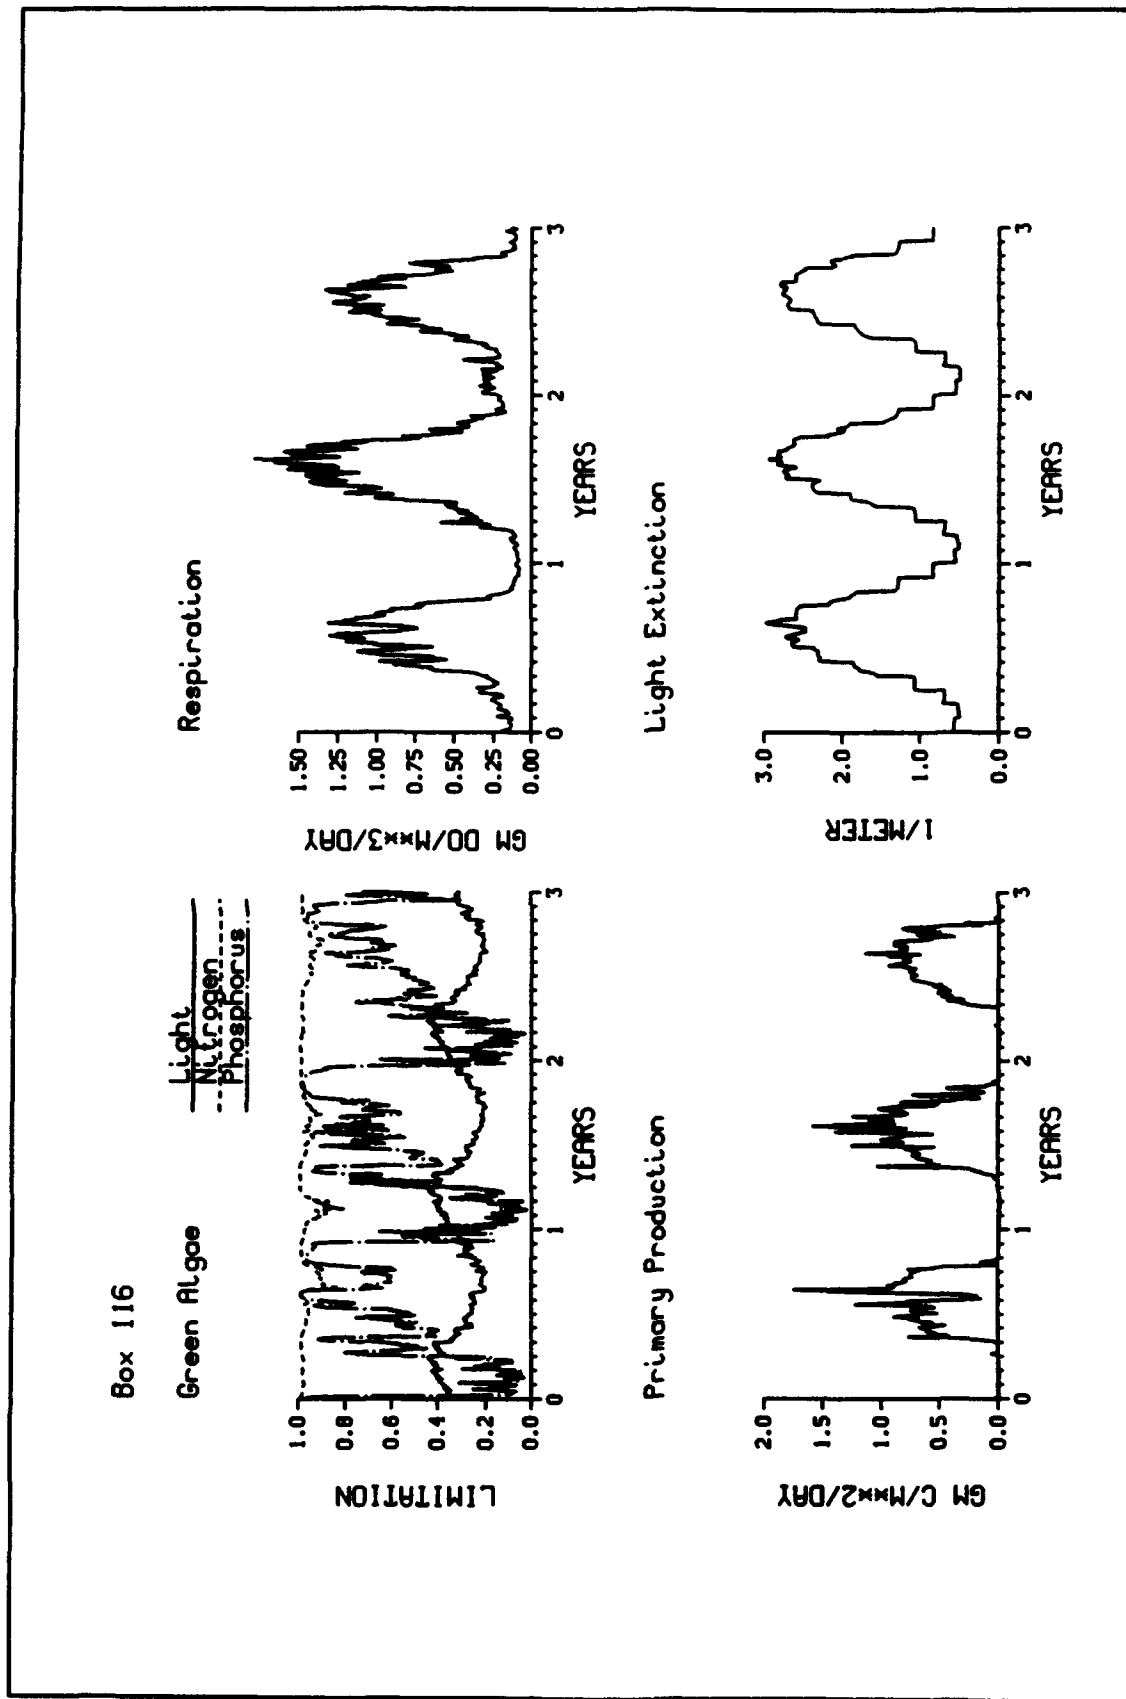 Box 116
Green Algae
Light
Nitrogen
Phosphorus
LIMITATION
1.0
0.8
0.6
0.4
0.2
0.0
0 1 2 3
YEARS
Respiration
GM DO/M**3/DAY
1.50
1.25
1.00
0.75
0.50
0.25
0.00
0 1 2 3
YEARS
Primary Production
GM C/M**2/DAY
2.0
1.5
1.0
0.5
0.0
0 1 2 3
YEARS
Light Extinction
1/METER
3.0
2.0
1.0
0.0
0 1 2 3
YEARS